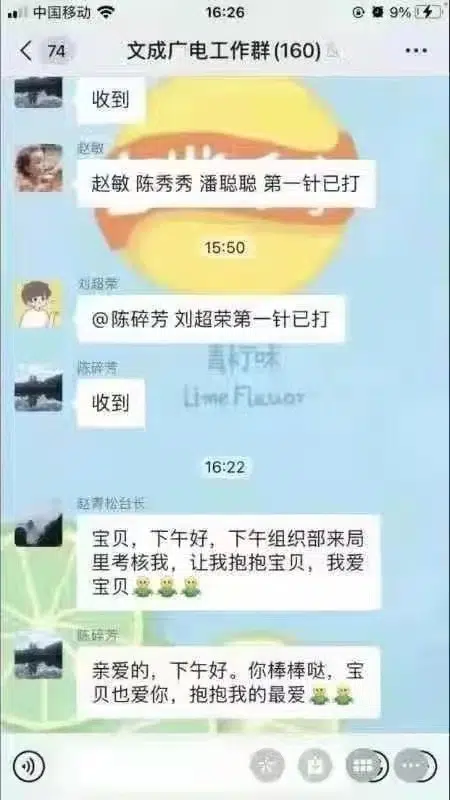 中国移动
16:26
9%
74
文成广电工作群(160)
收到
赵敏
赵敏 陈秀秀 潘聪聪 第一针已打
15:50
刘超荣
@陈碎芳 刘超荣第一针已打
陈碎芳
青柠味
Lime Flavor
收到
16:22
赵青松台长
宝贝，下午好，下午组织部来局
里考核我，让我抱抱宝贝，我爱
宝贝
陈碎芳
亲爱的，下午好。你棒棒哒，宝
贝也爱你，抱抱我的最爱